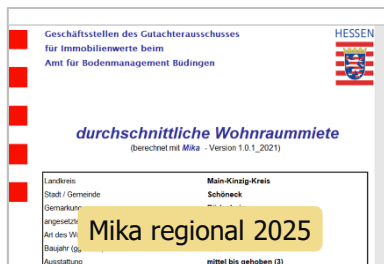 Geschäftsstellen des Gutachterausschusses
für Immobilienwerte beim
Amt für Bodenmanagement Büdingen
HESSEN
durchschnittliche Wohnraummiete
(berechnet mit Mika - Version 1.0.1_2021)
Landkreis Main-Kinzig-Kreis
Stadt / Gemeinde Schöneck
Gemarkung
angesetzte
Art des
Mika regional 2025
Baujahr
Ausstattung mittel bis gehoben (3)